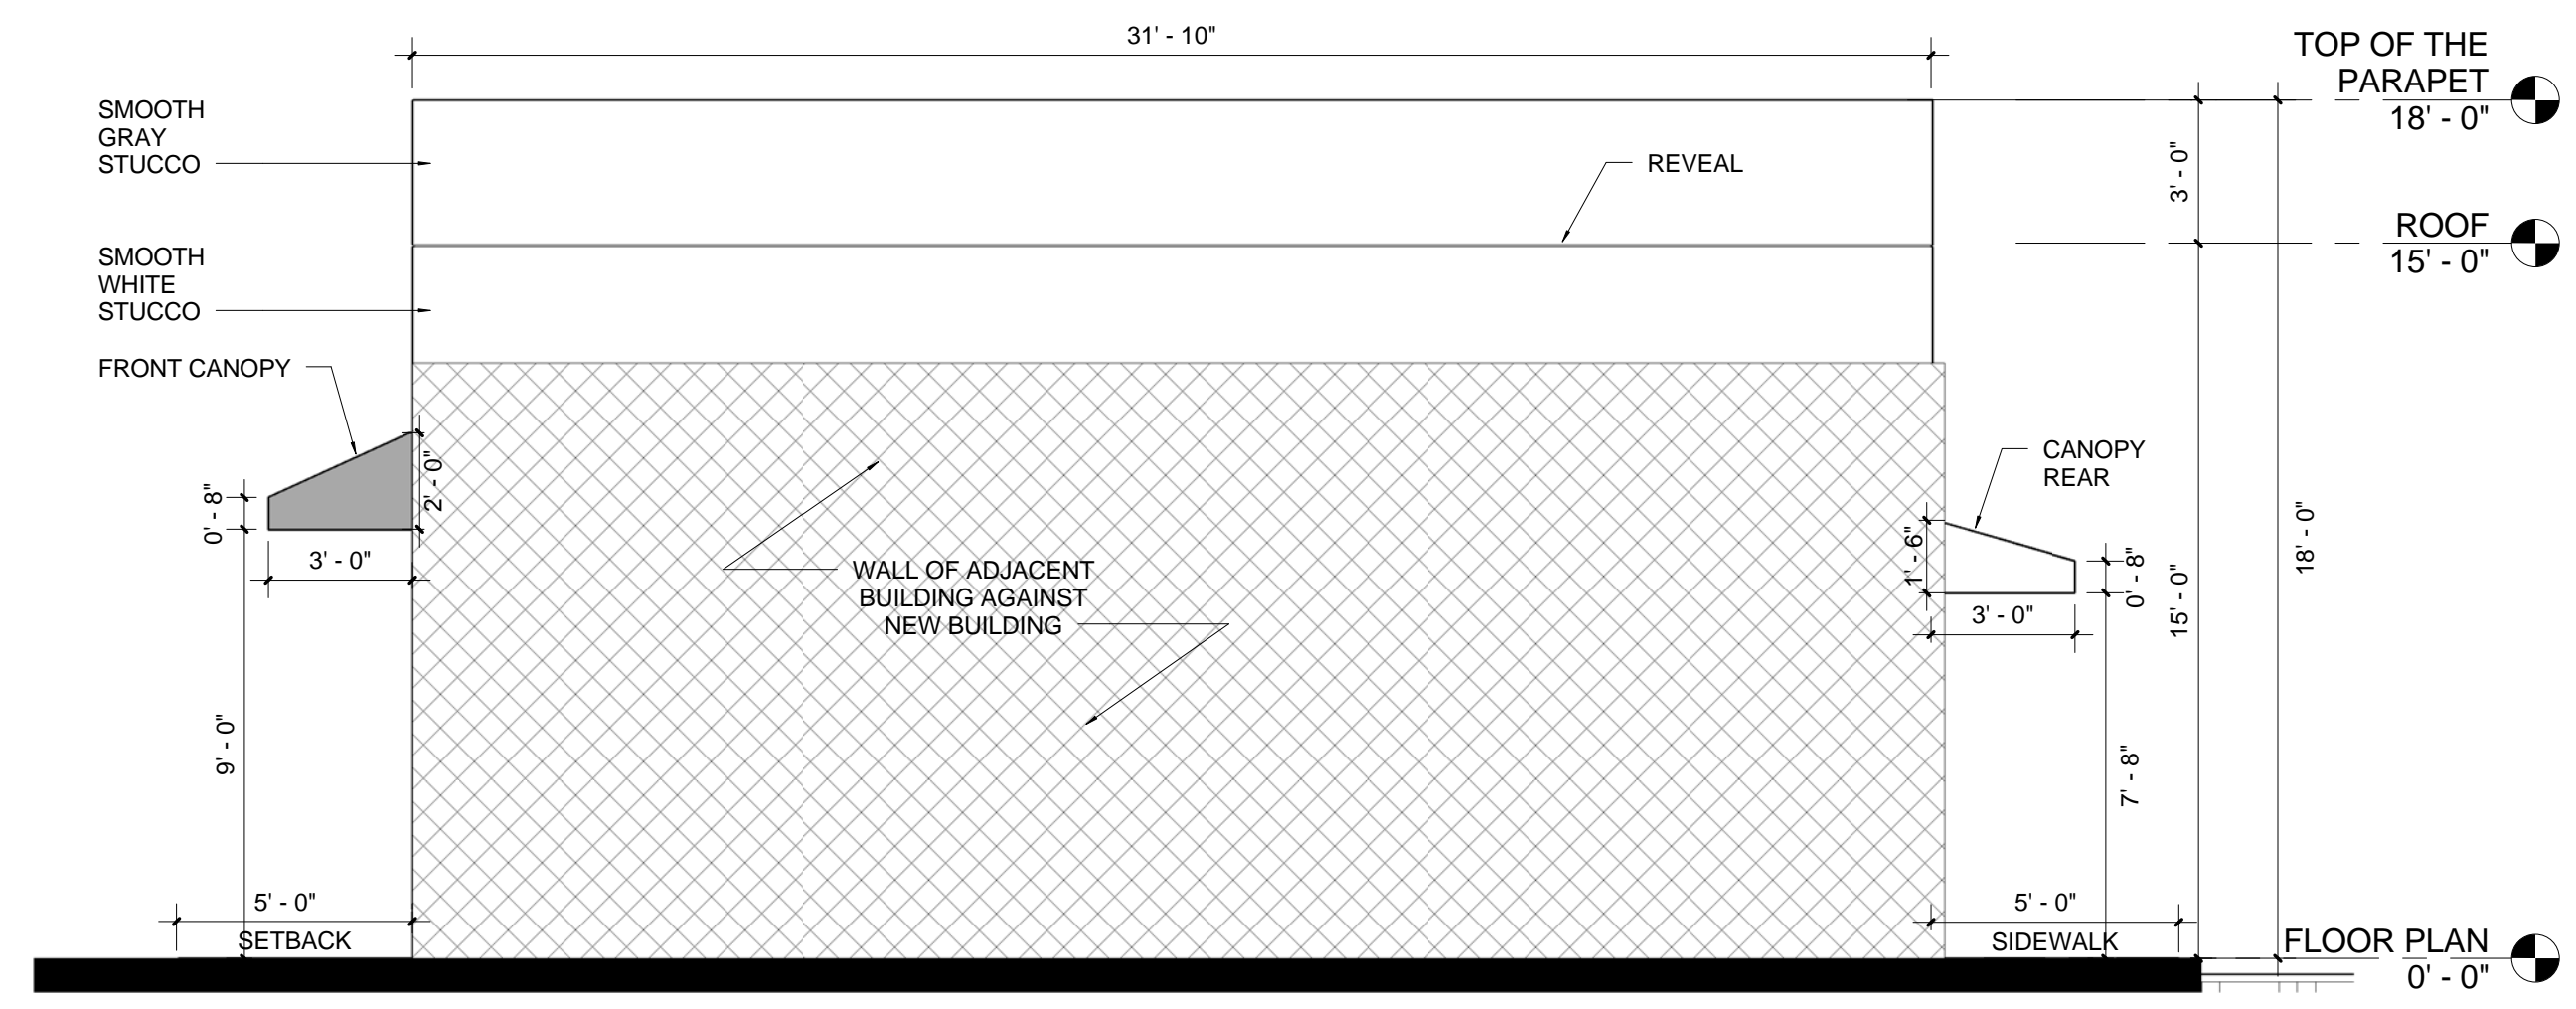 31' - 10"
TOP OF THE
PARAPET
18' - 0"
SMOOTH
GRAY
STUCCO
REVEAL
3' - 0"
ROOF
15' - 0"
SMOOTH
WHITE
STUCCO
FRONT CANOPY
2' - 0"
0' - 8"
3' - 0"
CANOPY
REAR
1' - 6"
0' - 8"
3' - 0"
15' - 0"
18' - 0"
WALL OF ADJACENT
BUILDING AGAINST
NEW BUILDING
9' - 0"
7' - 8"
5' - 0"
SETBACK
5' - 0"
SIDEWALK
FLOOR PLAN
0' - 0"